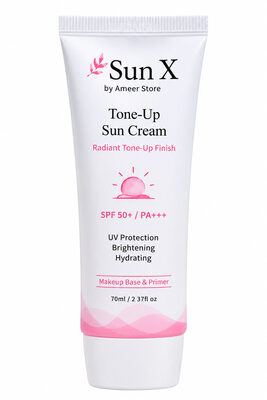 Sun X
by Ameer Store
Tone-Up
Sun Cream
Radiant Tone-Up Finish
SPF 50+ / PA+++
UV Protection
Brightening
Hydrating
Makeup Base & Primer
70ml / 2 37fl oz